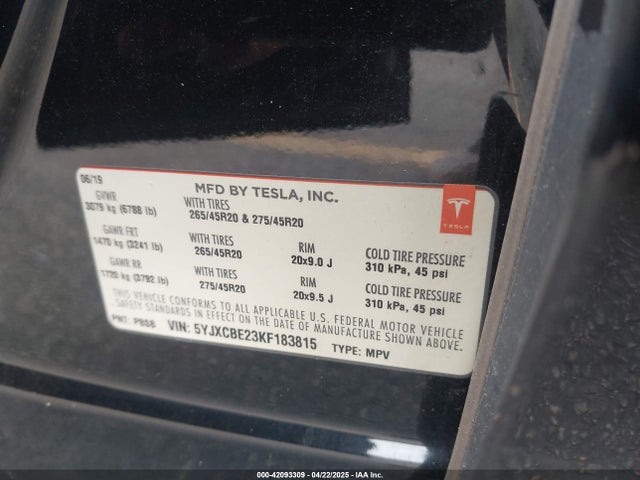 06/19
MFD BY TESLA, INC.
GVWR
3079 kg (6788 lb)
WITH TIRES
265/45R20 & 275/45R20
TESLA
GAWR FRT
1470 kg (3241 lb)
WITH TIRES
265/45R20
RIM
20x9.0 J
COLD TIRE PRESSURE
310 kPa, 45 psi
GAWR RR
1720 kg (3792 lb)
WITH TIRES
275/45R20
RIM
20x9.5 J
COLD TIRE PRESSURE
310 kPa, 45 psi
THIS VEHICLE CONFORMS TO ALL APPLICABLE U.S. FEDERAL MOTOR VEHICLE
SAFETY STANDARDS IN EFFECT ON THE DATE OF MANUFACTURE SHOWN ABOVE.
PNT: PBSB VIN: 5YJXCBE23KF183815 TYPE: MPV
000-42093309 - 04/22/2025 - IAA Inc.